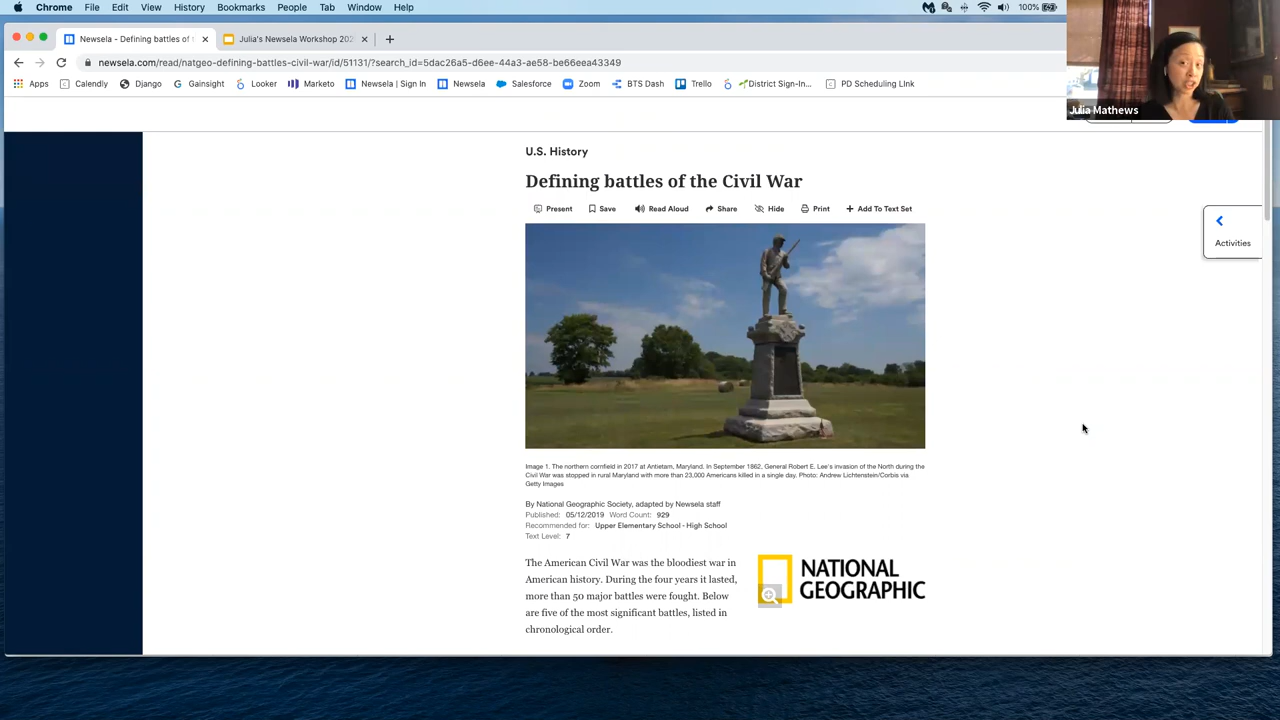 Chrome File Edit View History Bookmarks People Tab Window Help 100%
Newsela - Defining battles of Julia's Newsela Workshop
newsela.com/read/natgeo-defining-battles-civil-war/id/51131/?search_id=5dac26a5-d6ee-44a3-ae58-be66eea43349
Apps Calendly Django Gainsight Looker Marketo Newsela | Sign In Newsela Salesforce Zoom BTS Dash Trello District Sign-In... PD Scheduling LInk
Julia Mathews
U.S. History
Defining battles of the Civil War
Present Save Read Aloud Share Hide Print Add To Text Set
Activities
Image 1. The northern cornfield in 2017 at Antietam, Maryland. In September 1862, General Robert E. Lee's invasion of the North during the
Civil War was stopped in rural Maryland with more than 23,000 Americans killed in a single day. Photo: Andrew Lichtenstein/Corbis via
Getty Images
By National Geographic Society, adapted by Newsela staff
Published: 05/12/2019 Word Count: 929
Recommended for: Upper Elementary School - High School
Text Level: 7
The American Civil War was the bloodiest war in
American history. During the four years it lasted,
more than 50 major battles were fought. Below
are five of the most significant battles, listed in
chronological order.
NATIONAL
GEOGRAPHIC